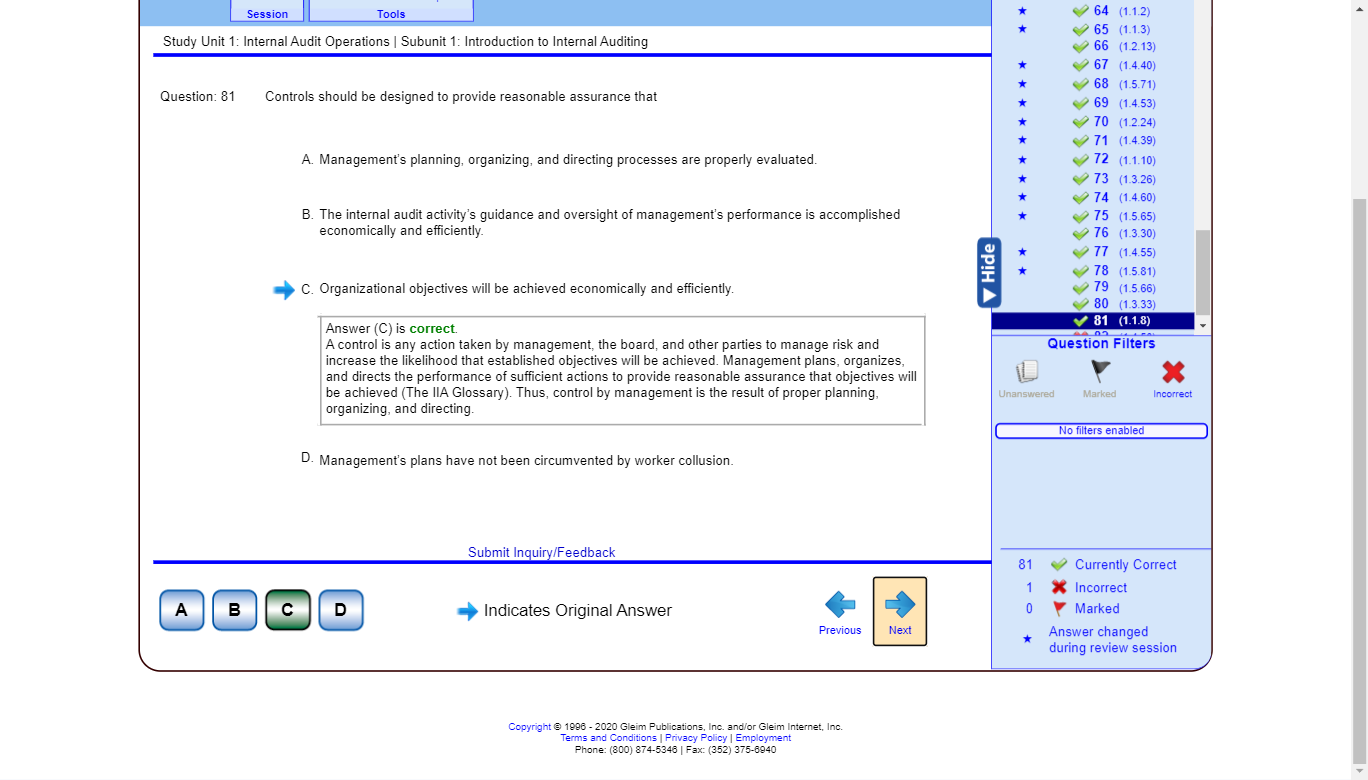 Session
Tools
Study Unit 1: Internal Audit Operations | Subunit 1: Introduction to Internal Auditing
Question: 81
Controls should be designed to provide reasonable assurance that
A. Management's planning, organizing, and directing processes are properly evaluated.
B. The internal audit activity's guidance and oversight of management's performance is accomplished
economically and efficiently.
C. Organizational objectives will be achieved economically and efficiently.
Answer (C) is correct.
A control is any action taken by management, the board, and other parties to manage risk and
increase the likelihood that established objectives will be achieved. Management plans, organizes,
and directs the performance of sufficient actions to provide reasonable assurance that objectives will
be achieved (The IIA Glossary). Thus, control by management is the result of proper planning,
organizing, and directing.
D. Management's plans have not been circumvented by worker collusion.
Submit Inquiry/Feedback
A B C D
Indicates Original Answer
Previous
Next
64 (1.1.2)
65 (1.1.3)
66 (1.2.13)
67 (1.4.40)
68 (1.5.71)
69 (1.4.53)
70 (1.2.24)
71 (1.4.39)
72 (1.1.10)
73 (1.3.26)
74 (1.4.60)
75 (1.5.65)
76 (1.3.30)
77 (1.4.55)
78 (1.5.81)
79 (1.5.66)
80 (1.3.33)
81 (1.1.8)
Hide
Question Filters
Unanswered
Marked
Incorrect
No filters enabled
81 Currently Correct
1 Incorrect
0 Marked
Answer changed
during review session
Copyright © 1996 - 2020 Gleim Publications, Inc. and/or Gleim Internet, Inc.
Terms and Conditions | Privacy Policy | Employment
Phone: (800) 874-5346 | Fax: (352) 375-6940